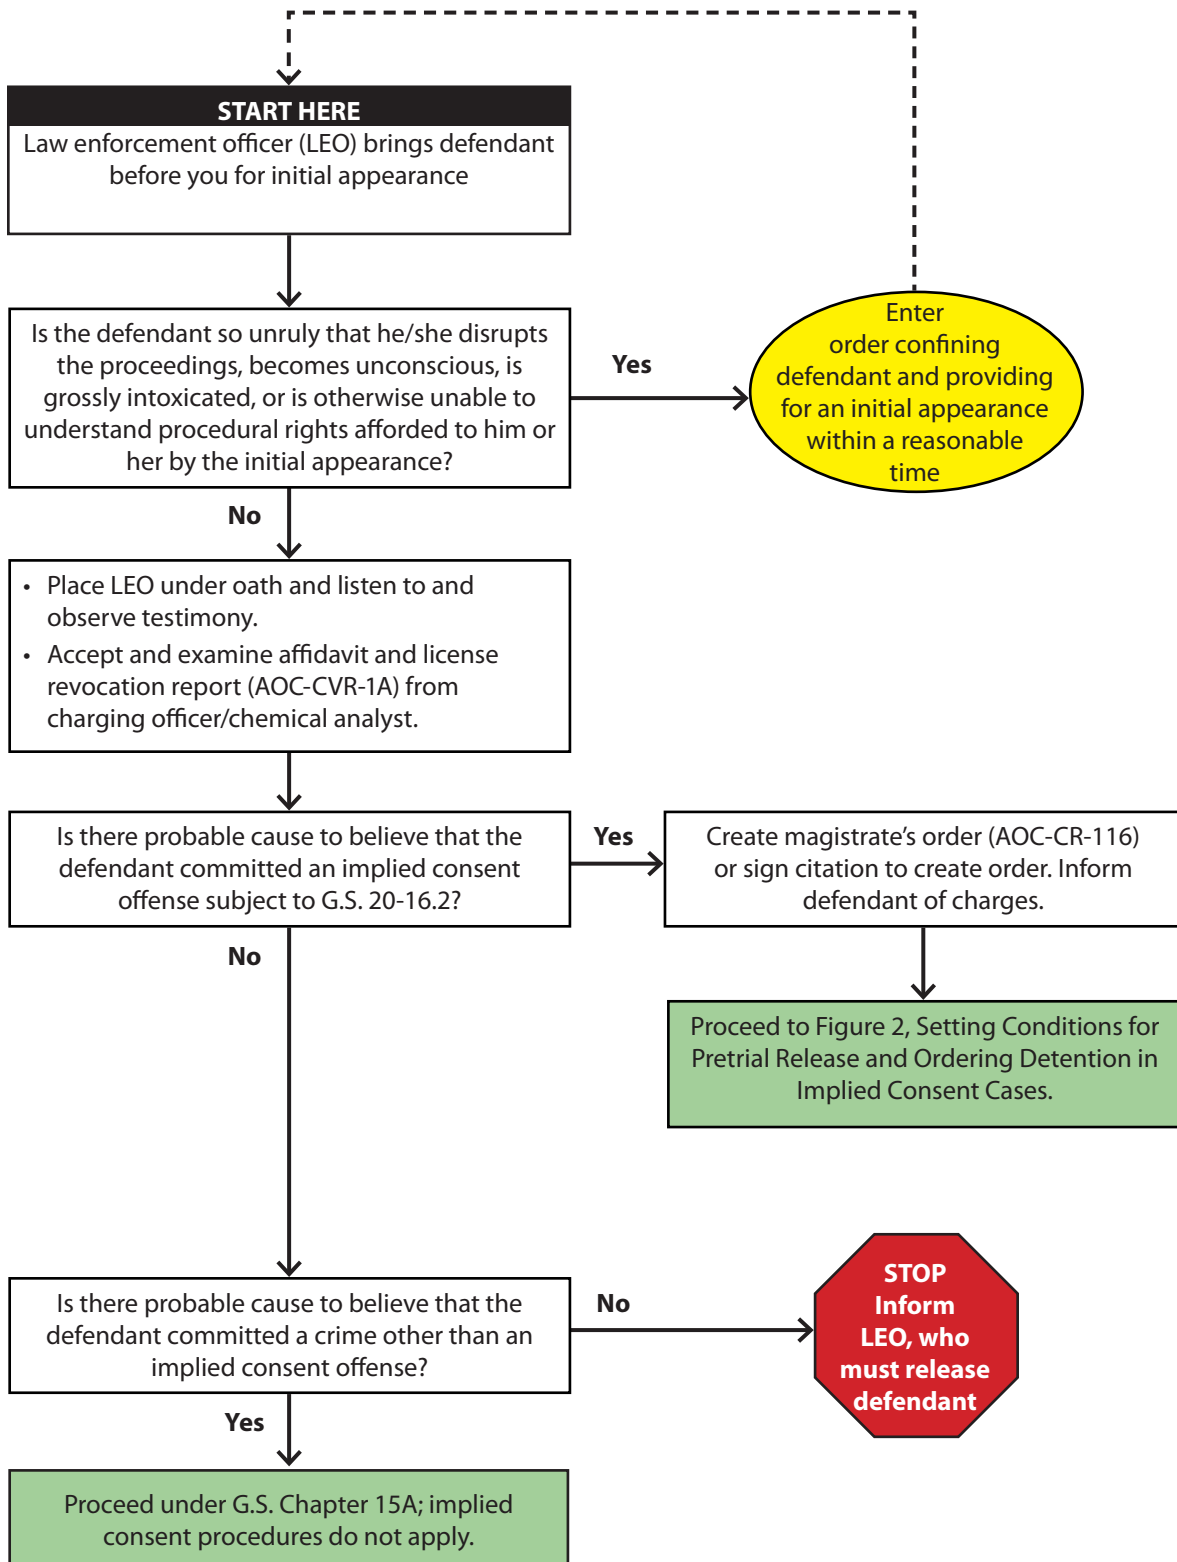 START HERE
Law enforcement officer (LEO) brings defendant
before you for initial appearance
Is the defendant so unruly that he/she disrupts
the proceedings, becomes unconscious, is
grossly intoxicated, or is otherwise unable to
understand procedural rights afforded to him or
her by the initial appearance?
Yes
Enter
order confining
defendant and providing
for an initial appearance
within a reasonable
time
No
• Place LEO under oath and listen to and
observe testimony.
• Accept and examine affidavit and license
revocation report (AOC-CVR-1A) from
charging officer/chemical analyst.
Is there probable cause to believe that the
defendant committed an implied consent
offense subject to G.S. 20-16.2?
Yes
Create magistrate’s order (AOC-CR-116)
or sign citation to create order. Inform
defendant of charges.
No
Proceed to Figure 2, Setting Conditions for
Pretrial Release and Ordering Detention in
Implied Consent Cases.
Is there probable cause to believe that the
defendant committed a crime other than an
implied consent offense?
No
STOP
Inform
LEO, who
must release
defendant
Yes
Proceed under G.S. Chapter 15A; implied
consent procedures do not apply.